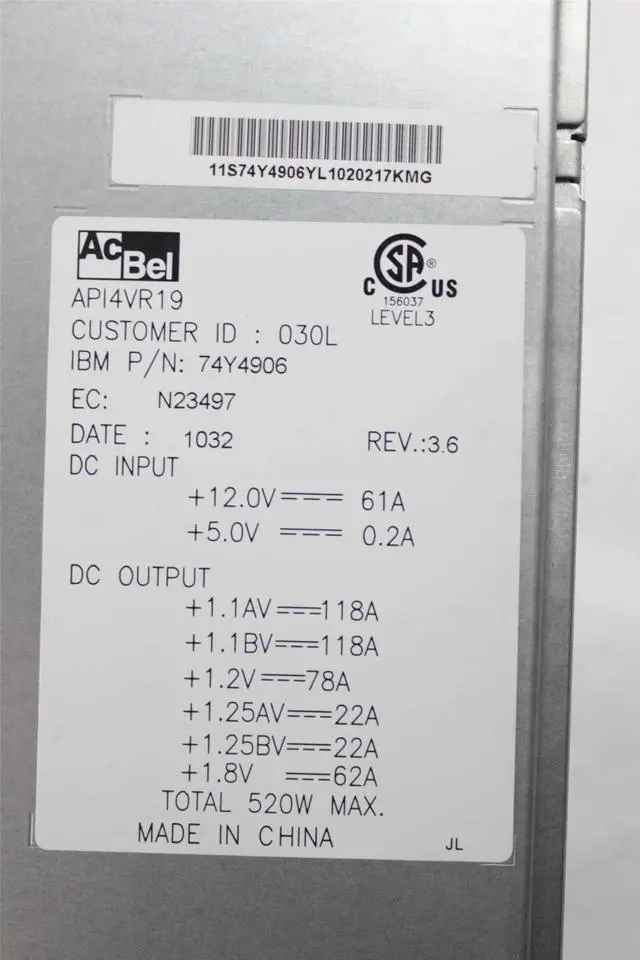 11S74Y4906YL1020217KMG
AcBel
API4VR19
CSA®
C US
156037
LEVEL3
CUSTOMER ID : 030L
IBM P/N: 74Y4906
EC: N23497
DATE : 1032 REV.:3.6
DC INPUT
+12.0V 61A
+5.0V 0.2A
DC OUTPUT
+1.1AV 118A
+1.1BV 118A
+1.2V 78A
+1.25AV 22A
+1.25BV 22A
+1.8V 62A
TOTAL 520W MAX.
MADE IN CHINA JL